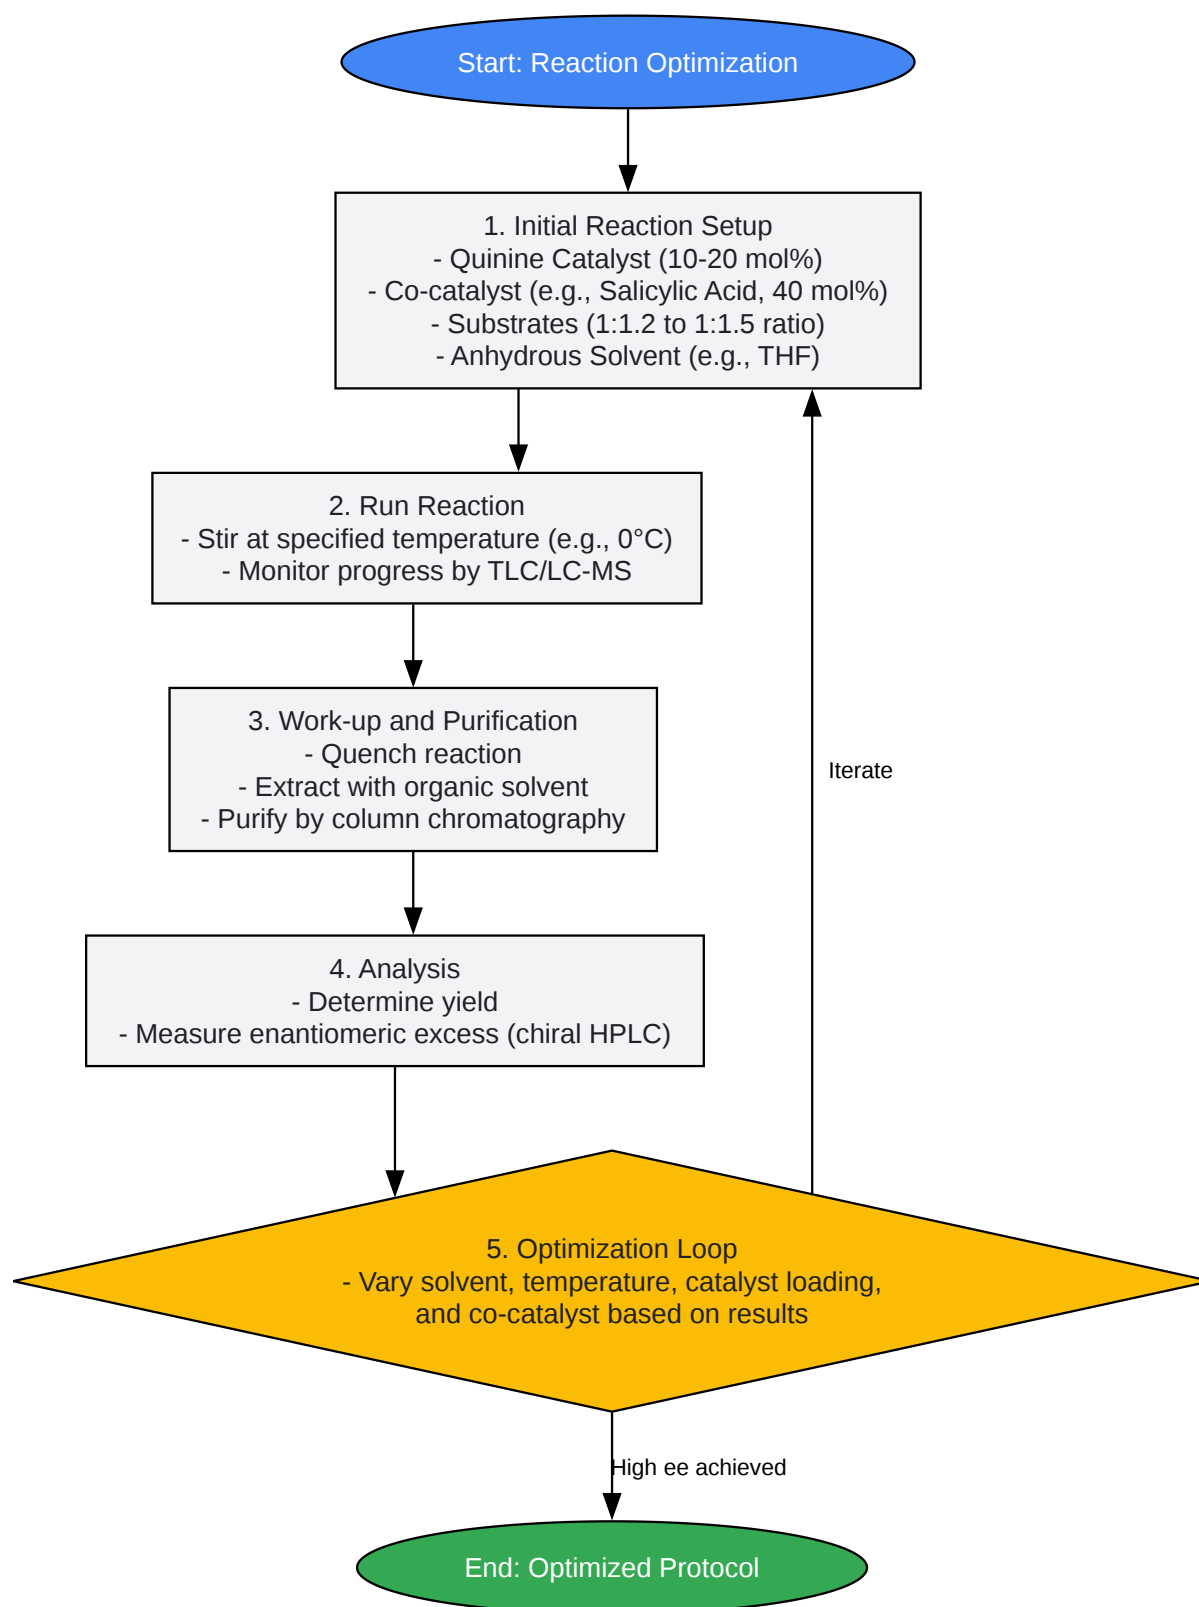 Start: Reaction Optimization
1. Initial Reaction Setup
- Quinine Catalyst (10-20 mol%)
- Co-catalyst (e.g., Salicylic Acid, 40 mol%)
- Substrates (1:1.2 to 1:1.5 ratio)
- Anhydrous Solvent (e.g., THF)
2. Run Reaction
- Stir at specified temperature (e.g., 0°C)
- Monitor progress by TLC/LC-MS
3. Work-up and Purification
- Quench reaction
- Extract with organic solvent
- Purify by column chromatography
Iterate
4. Analysis
- Determine yield
- Measure enantiomeric excess (chiral HPLC)
5. Optimization Loop
- Vary solvent, temperature, catalyst loading,
and co-catalyst based on results
High ee achieved
End: Optimized Protocol